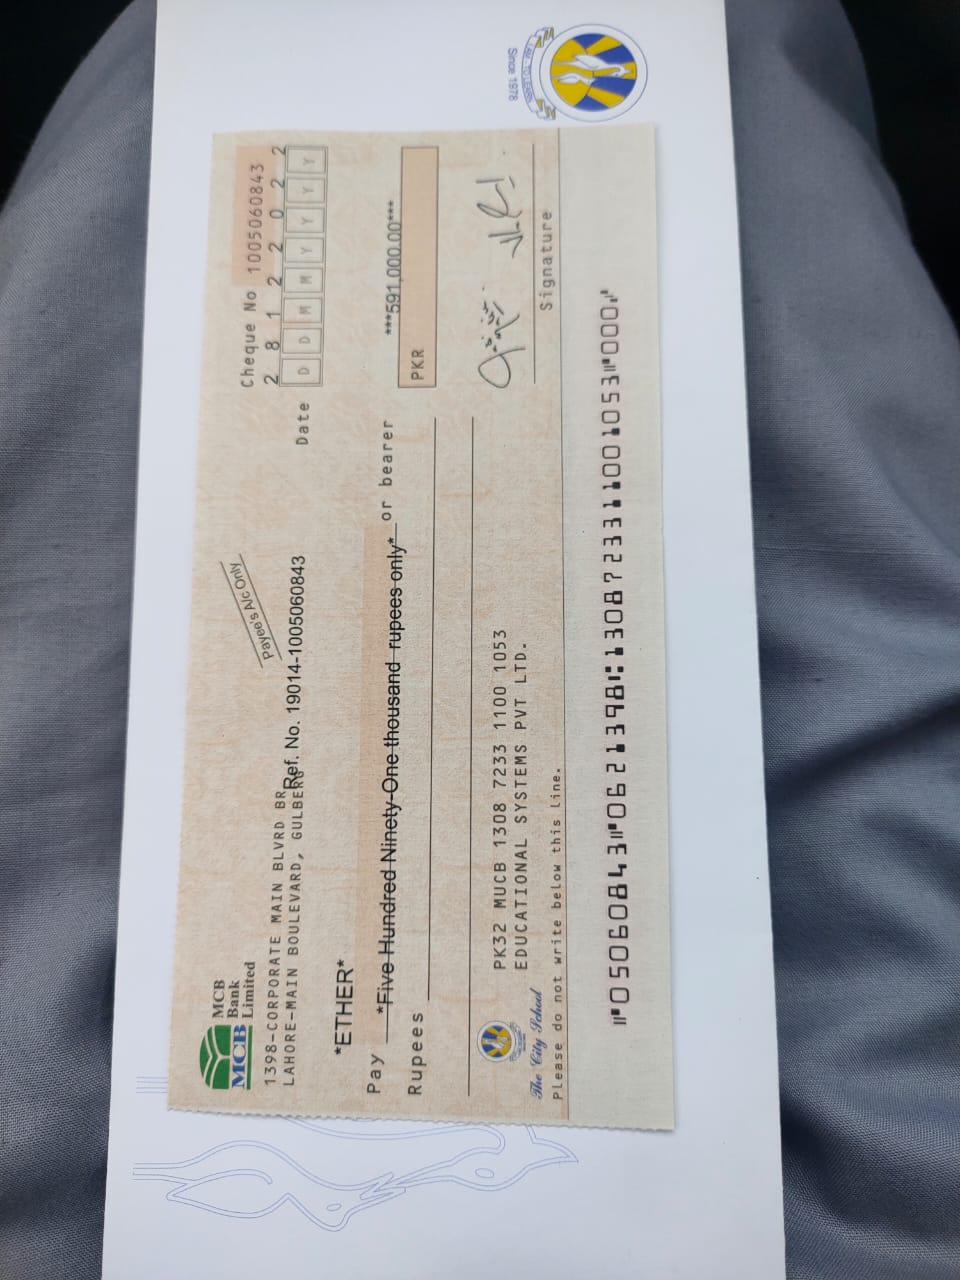 MCB
Bank
Limited
MCB
1398-CORPORATE MAIN BLVRD BR
LAHORE-MAIN BOULEVARD, GULBERG
Ref. No. 19014-1005060843
Payee's A/c Only
Cheque No 1005060843
2 8 1 2 2 0 2 2
Date D D M M Y Y Y Y
*ETHER*
Pay *Five Hundred Ninety-One thousand rupees only* or bearer
***591,000.00***
Rupees
PKR
PK32 MUCB 1308 7233 1100 1053
EDUCATIONAL SYSTEMS PVT LTD.
The City School
Please do not write below this line.
Signature
⑈05060843⑈0621398⑆1308723311001053⑈000⑇
Since 1978
I AM TO LEARN